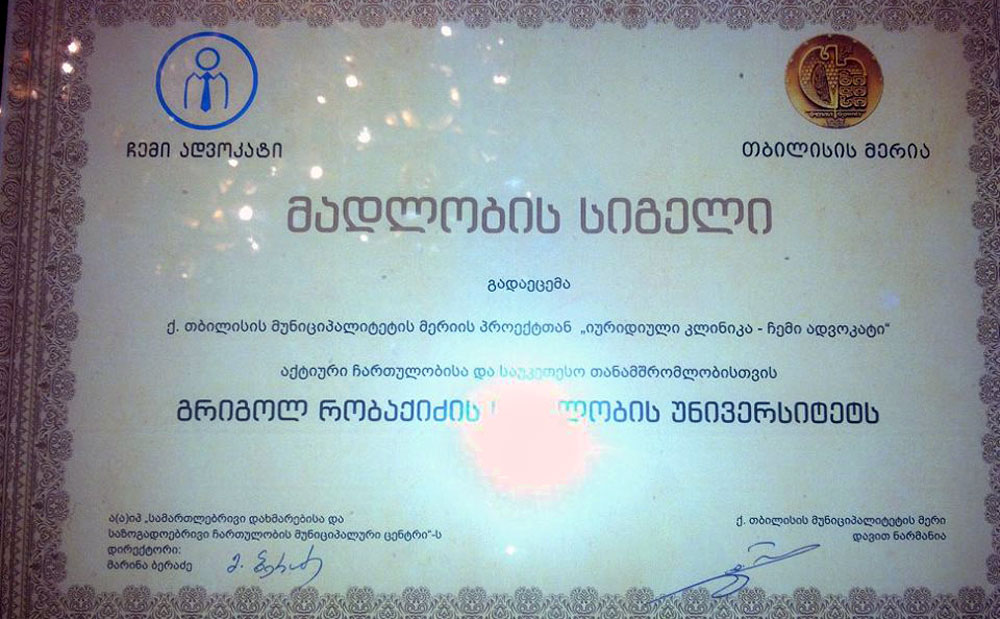 ჩემი ადვოკატი
თბილისის მერია
მადლობის სიგელი
გადაეცემა
ქ. თბილისის მუნიციპალიტეტის მერიის პროექტთან „იურიდიული კლინიკა - ჩემი ადვოკატი“
აქტიური ჩართულობისა და საუკეთესო თანამშრომლობისთვის
გრიგოლ რობაქიძის ლობის უნივერსიტეტს
ა(ა)იპ „სამართლებრივი დახმარებისა და
საზოგადოებრივი ჩართულობის მუნიციპალური ცენტრი“-ს
დირექტორი:
მარინა ბერაძე
ქ. თბილისის მუნიციპალიტეტის მერი
დავით ნარმანია